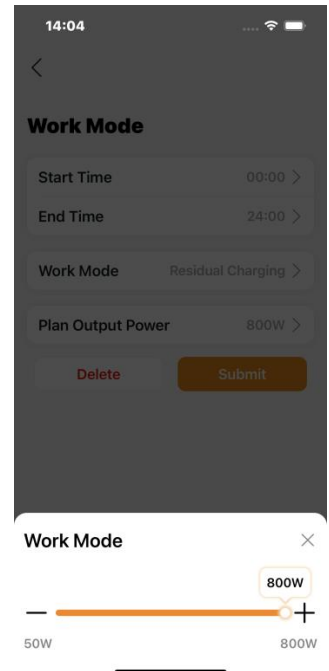 14:04
Work Mode
Start Time 00:00 >
End Time 24:00 >
Work Mode Residual Charging >
Plan Output Power 800W >
Delete Submit
Work Mode ×
800W
— +
50W 800W